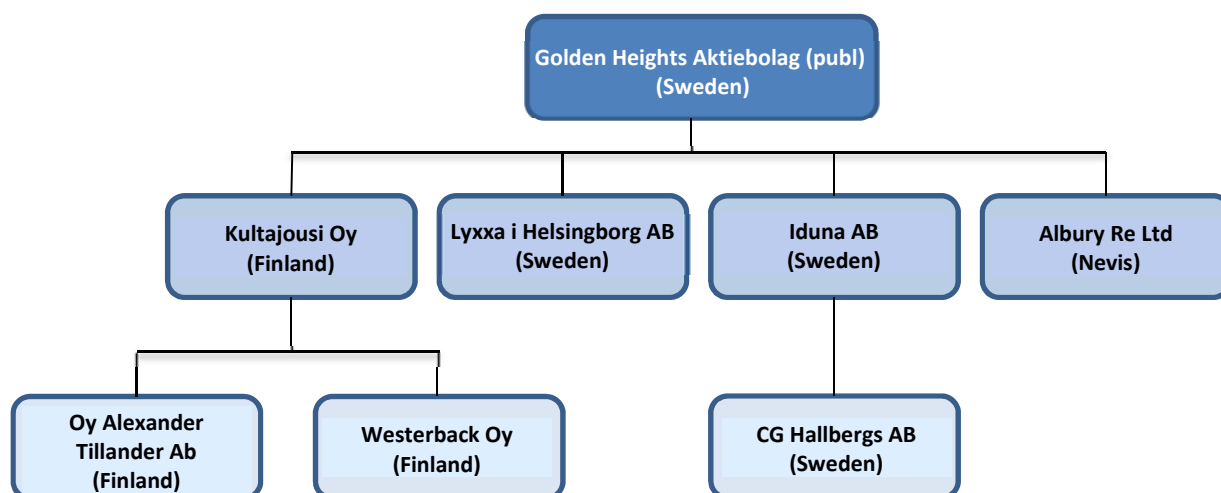 Golden Heights Aktiebolag (publ)
(Sweden)
Kultajousi Oy
(Finland)
Lyxxa i Helsingborg AB
(Sweden)
Iduna AB
(Sweden)
Albury Re Ltd
(Nevis)
Oy Alexander
Tillander Ab
(Finland)
Westerback Oy
(Finland)
CG Hallbergs AB
(Sweden)